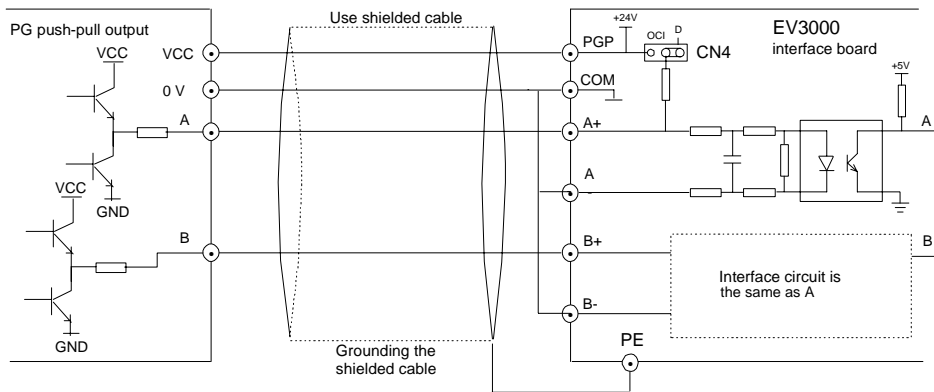 Use shielded cable
PG push-pull output
VCC
VCC
0 V
A
GND
VCC
B
GND
Grounding the
shielded cable
PGP
+24V
OCI
D
CN4
EV3000
interface board
COM
+5V
A+
A
A
-
B+
B
B-
Interface circuit is
the same as A
PE